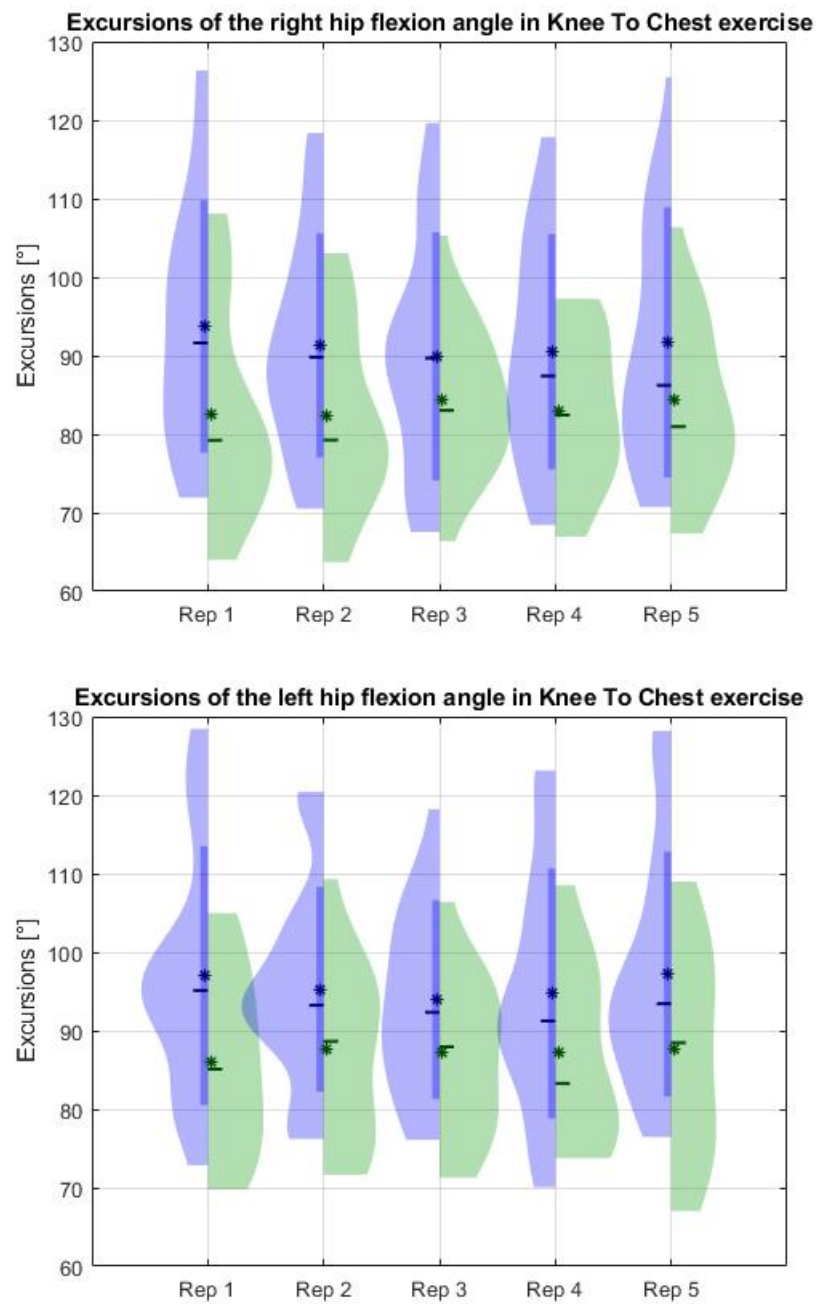 Excursions of the right hip flexion angle in Knee To Chest exercise
130
120
110
100
90
80
70
60
Excursions [°]
Rep 1 Rep 2 Rep 3 Rep 4 Rep 5
Excursions of the left hip flexion angle in Knee To Chest exercise
130
120
110
100
90
80
70
60
Excursions [°]
Rep 1 Rep 2 Rep 3 Rep 4 Rep 5